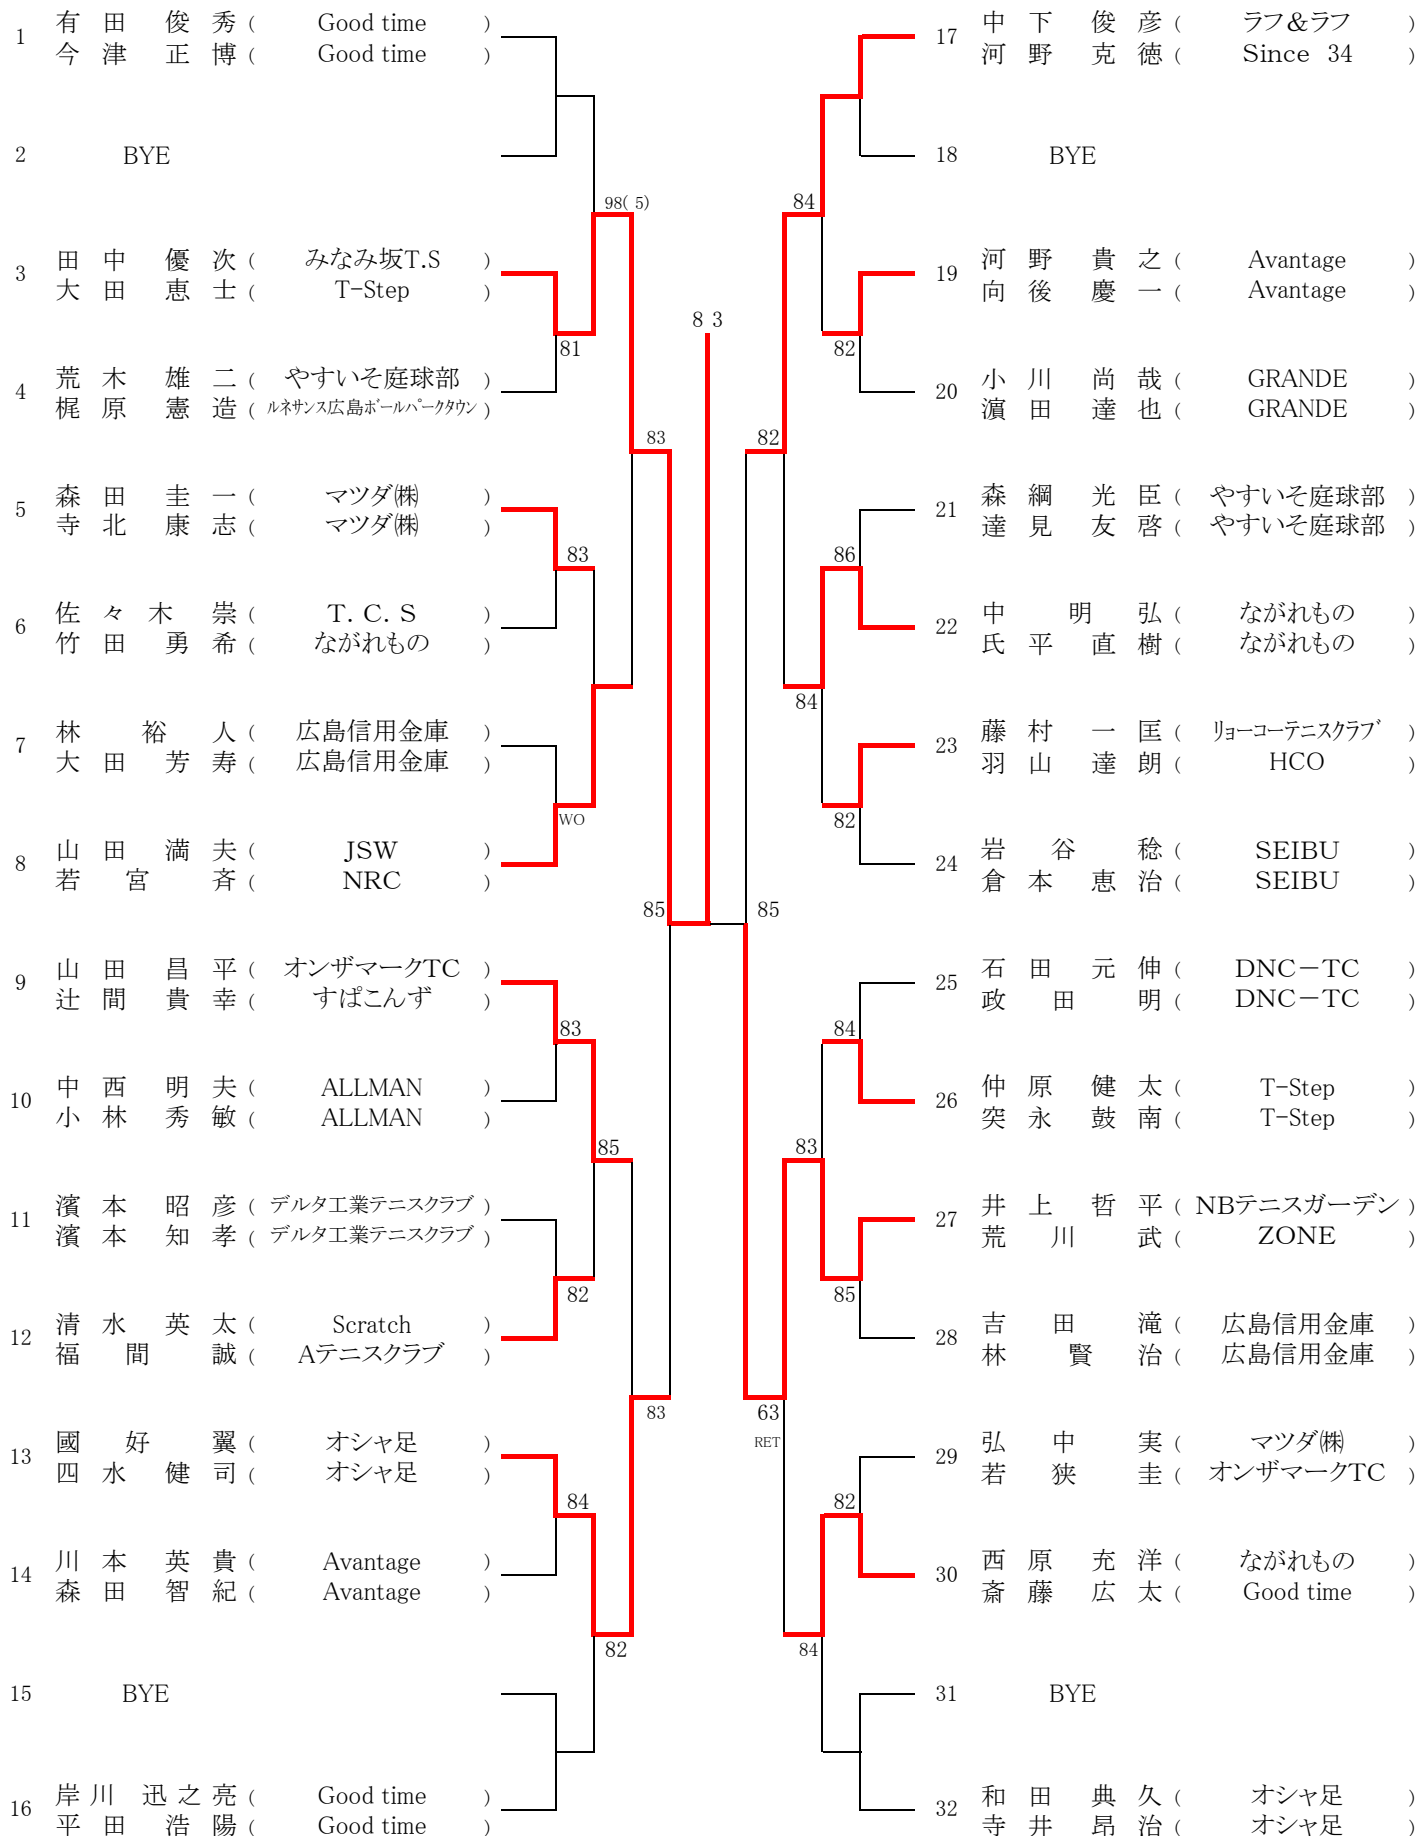 1 有田 俊秀 ( Good time )
今津 正博 ( Good time )
2 BYE
98( 5)
3 田中 優次 ( みなみ坂T.S )
大田 恵士 ( T-Step )
81
4 荒木 雄二 ( やすいそ庭球部 )
梶原 憲造 ( ルネサンス広島ボールパークタウン )
83
5 森田 圭一 ( マツダ㈱ )
寺北 康志 ( マツダ㈱ )
83
6 佐々木 崇 ( T. C. S )
竹田 勇希 ( ながれもの )
7 林 裕人 ( 広島信用金庫 )
大田 芳寿 ( 広島信用金庫 )
WO
8 山田 満夫 ( JSW )
若宮 斉 ( NRC )
85
9 山田 昌平 ( オンザマークTC )
辻間 貴幸 ( すぱこんず )
83
10 中西 明夫 ( ALLMAN )
小林 秀敏 ( ALLMAN )
85
11 濱本 昭彦 ( デルタ工業テニスクラブ )
濱本 知孝 ( デルタ工業テニスクラブ )
82
12 清水 英太 ( Scratch )
福間 誠 ( Aテニスクラブ )
83
13 國好 翼 ( オシャ足 )
四水 健司 ( オシャ足 )
84
14 川本 英貴 ( Avantage )
森田 智紀 ( Avantage )
82
15 BYE
16 岸川 迅之亮 ( Good time )
平田 浩陽 ( Good time )
8 3
17 中下 俊彦 ( ラフ&ラフ )
河野 克徳 ( Since 34 )
18 BYE
84
19 河野 貴之 ( Avantage )
向後 慶一 ( Avantage )
82
20 小川 尚哉 ( GRANDE )
濵田 達也 ( GRANDE )
82
21 森綱 光臣 ( やすいそ庭球部 )
達見 友啓 ( やすいそ庭球部 )
86
22 中 明弘 ( ながれもの )
氏平 直樹 ( ながれもの )
84
23 藤村 一匡 ( リョーコーテニスクラブ )
羽山 達朗 ( HCO )
82
24 岩谷 稔 ( SEIBU )
倉本 恵治 ( SEIBU )
85
25 石田 元伸 ( DNC－TC )
政田 明 ( DNC－TC )
84
26 仲原 健太 ( T-Step )
突永 鼓南 ( T-Step )
83
27 井上 哲平 ( NBテニスガーデン )
荒川 武 ( ZONE )
85
28 吉田 滝 ( 広島信用金庫 )
林 賢治 ( 広島信用金庫 )
63
RET
29 弘中 実 ( マツダ㈱ )
若狭 圭 ( オンザマークTC )
82
30 西原 充洋 ( ながれもの )
斎藤 広太 ( Good time )
84
31 BYE
32 和田 典久 ( オシャ足 )
寺井 昂治 ( オシャ足 )